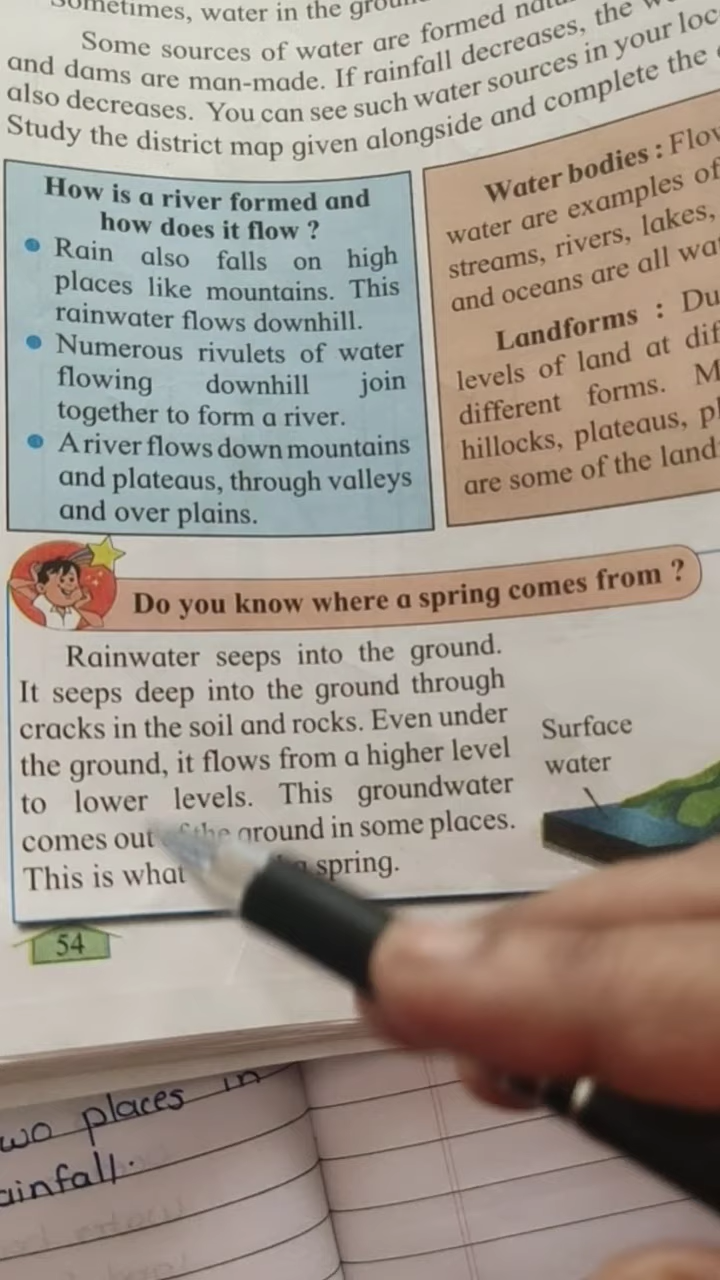 Sometimes, water in the
Some sources of water are formed
and dams are man-made. If rainfall decreases, the
also decreases. You can see such water sources in your
Study the district map given alongside and complete the
How is a river formed and
how does it flow ?
Rain also falls on high
places like mountains. This
rainwater flows downhill.
Numerous rivulets of water
flowing downhill join
together to form a river.
A river flows down mountains
and plateaus, through valleys
and over plains.
Water bodies :
water are examples of
streams, rivers, lakes,
and oceans are all
Landforms :
levels of land at
different forms.
hillocks, plateaus,
are some of the
Do you know where a spring comes from ?
Rainwater seeps into the ground.
It seeps deep into the ground through
cracks in the soil and rocks. Even under
the ground, it flows from a higher level
to lower levels. This groundwater
comes out of the ground in some places.
This is what a spring.
Surface
water
54
places in